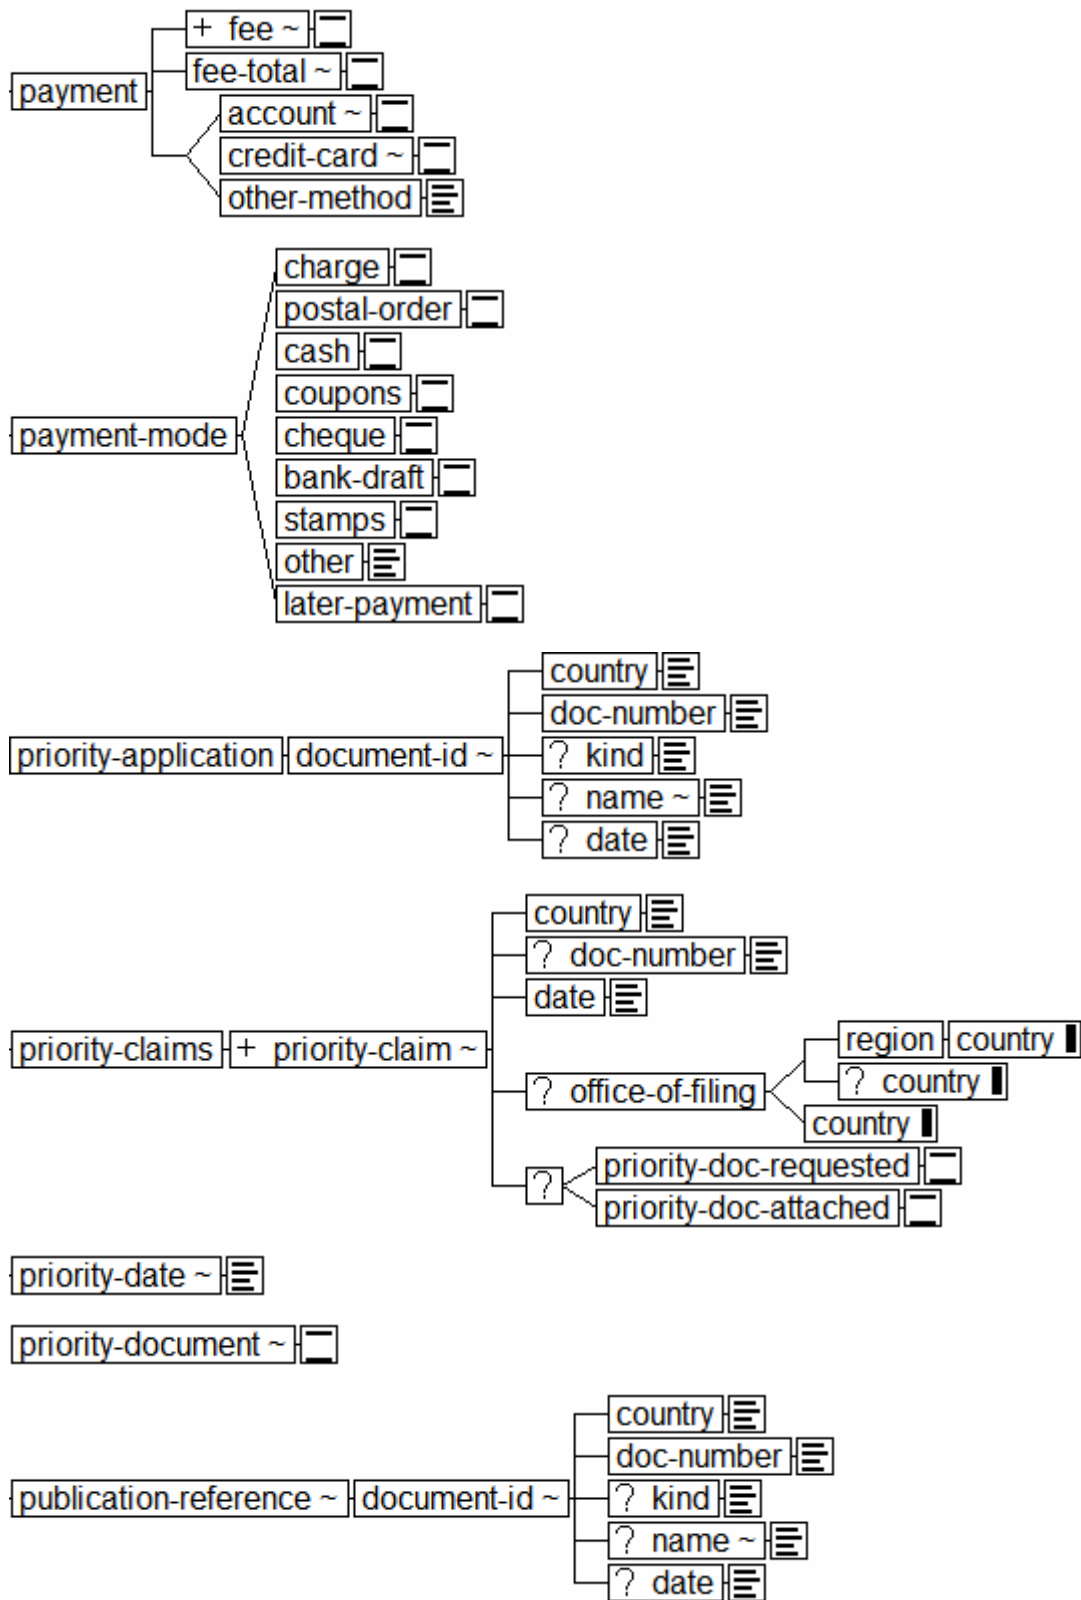 + fee ~
fee-total ~
payment
account ~
credit-card ~
other-method
charge
postal-order
cash
coupons
payment-mode
cheque
bank-draft
stamps
other
later-payment
country
doc-number
priority-application document-id ~ ? kind
? name ~
? date
country
? doc-number
date
priority-claims + priority-claim ~
region country
? country
? office-of-filing
country
?
priority-doc-requested
priority-doc-attached
priority-date ~
priority-document ~
country
doc-number
publication-reference ~ document-id ~ ? kind
? name ~
? date